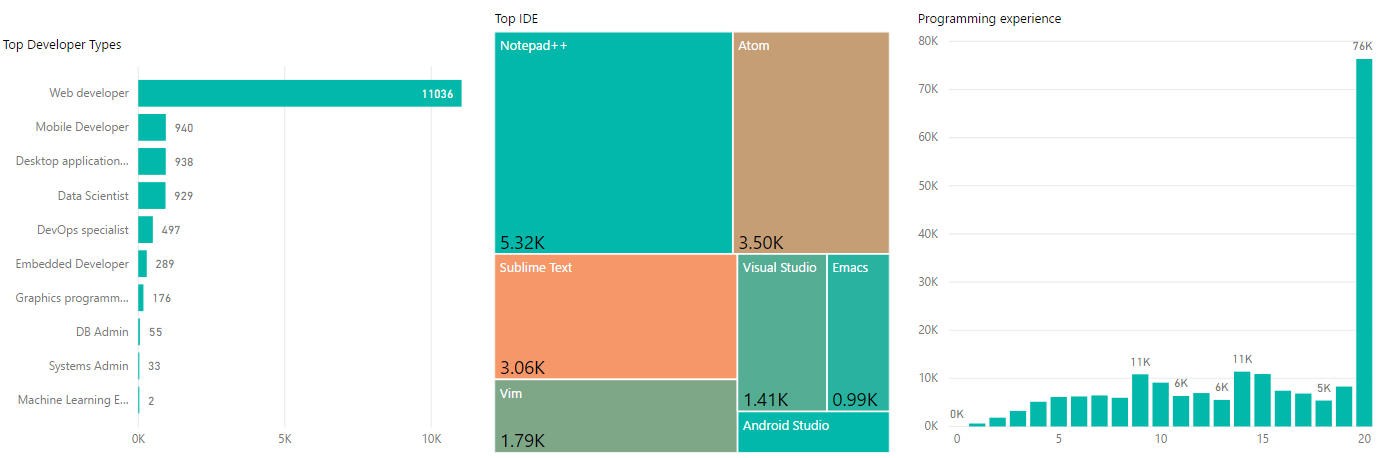 Top Developer Types
Web developer 11036
Mobile Developer 940
Desktop application... 938
Data Scientist 929
DevOps specialist 497
Embedded Developer 289
Graphics programm... 176
DB Admin 55
Systems Admin 33
Machine Learning E... 2
0K 5K 10K
Top IDE
Notepad++
5.32K
Atom
3.50K
Sublime Text
3.06K
Visual Studio
1.41K
Emacs
0.99K
Vim
1.79K
Android Studio
Programming experience
80K
70K
60K
50K
40K
30K
20K
10K
0K
0K 11K 6K 6K 11K 5K 76K
0 5 10 15 20